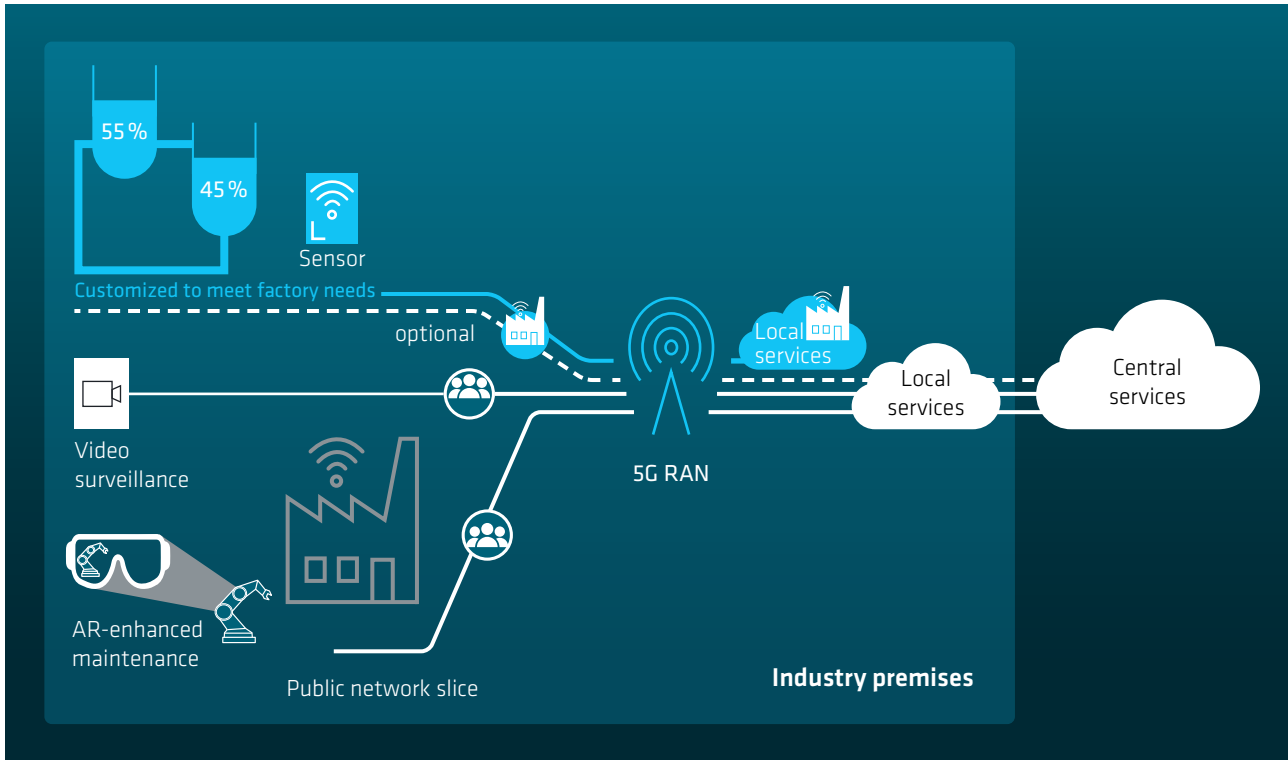 55 %
45 %
Sensor
Customized to meet factory needs
optional
Local
services
Local
services
Central
services
Video
surveillance
5G RAN
AR-enhanced
maintenance
Public network slice
Industry premises